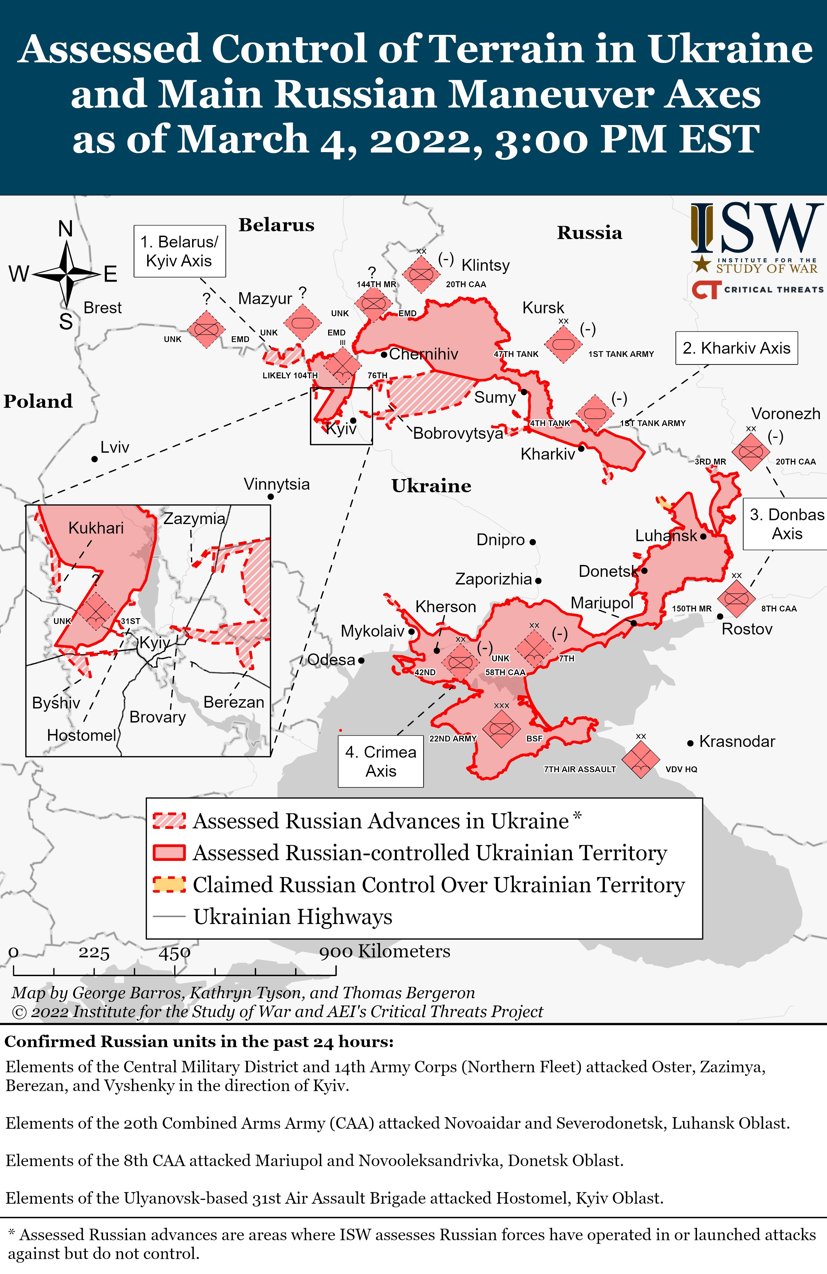 Assessed Control of Terrain in Ukraine
and Main Russian Maneuver Axes
as of March 4, 2022, 3:00 PM EST
ISW
INSTITUTE FOR THE
STUDY OF WAR
CT CRITICAL THREATS
N
W E
S
Belarus
Russia
1. Belarus/
Kyiv Axis
Brest
Mazyur
?
UNK EMD
?
UNK EMD
?
144TH MR
UNK EMD
xx
(-)
Klintsy
20TH CAA
Kursk
xx
(-)
47TH TANK
1ST TANK ARMY
2. Kharkiv Axis
III
LIKELY 104TH
76TH
Chernihiv
Poland
Kyiv
Bobrovytsya
Sumy
xx
(-)
4TH TANK
1ST TANK ARMY
Kharkiv
Voronezh
xx
(-)
3RD MR
20TH CAA
Lviv
Vinnytsia
Ukraine
3. Donbas
Axis
Luhansk
Dnipro
Donetsk
Zaporizhia
Mariupol
xx
150TH MR
8TH CAA
Rostov
Kherson
Mykolaiv
Odesa
xx
(-)
42ND
58TH CAA
xx
(-)
UNK
7TH
xxx
22ND ARMY
BSF
4. Crimea
Axis
Krasnodar
xx
7TH AIR ASSAULT
VDV HQ
Kukhari
Zazymia
?
UNK
31ST
Kyiv
Byshiv
Hostomel
Brovary
Berezan
Assessed Russian Advances in Ukraine *
Assessed Russian-controlled Ukrainian Territory
Claimed Russian Control Over Ukrainian Territory
Ukrainian Highways
0 225 450 900 Kilometers
Map by George Barros, Kathryn Tyson, and Thomas Bergeron
© 2022 Institute for the Study of War and AEI's Critical Threats Project
Confirmed Russian units in the past 24 hours:
Elements of the Central Military District and 14th Army Corps (Northern Fleet) attacked Oster, Zazimya,
Berezan, and Vyshenky in the direction of Kyiv.
Elements of the 20th Combined Arms Army (CAA) attacked Novoaidar and Severodonetsk, Luhansk Oblast.
Elements of the 8th CAA attacked Mariupol and Novooleksandrivka, Donetsk Oblast.
Elements of the Ulyanovsk-based 31st Air Assault Brigade attacked Hostomel, Kyiv Oblast.
* Assessed Russian advances are areas where ISW assesses Russian forces have operated in or launched attacks
against but do not control.